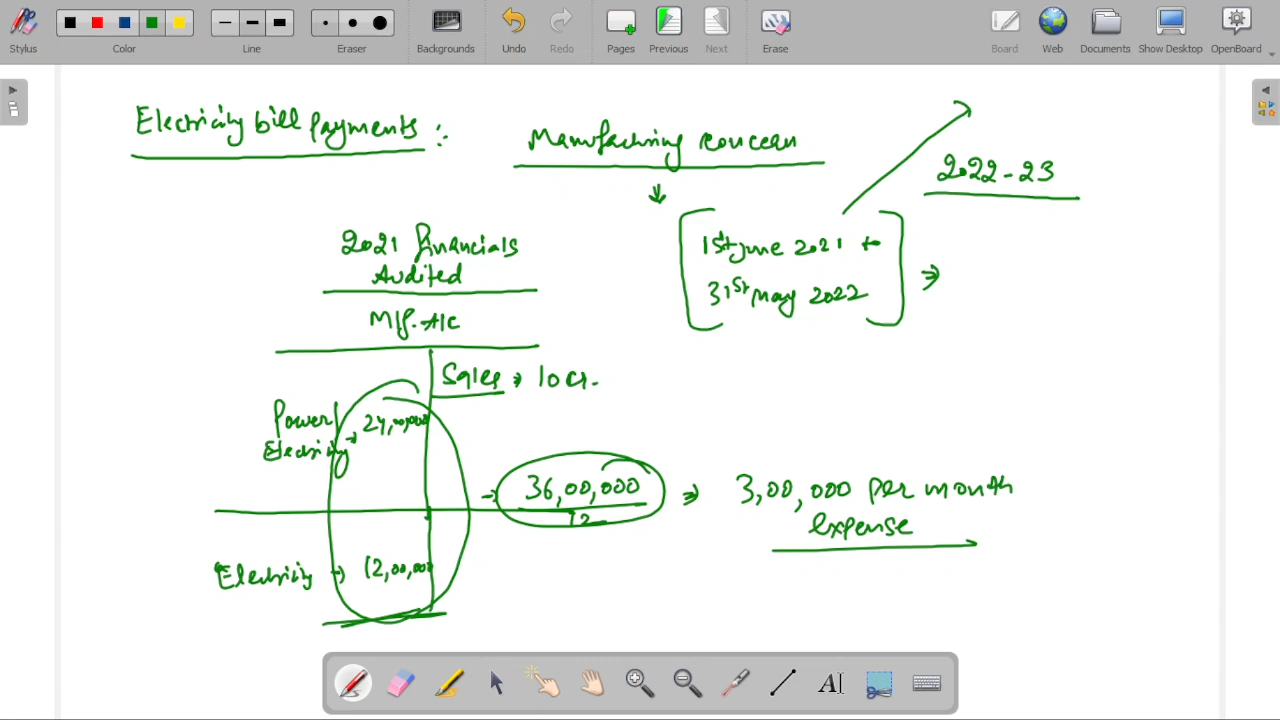 Stylus
Color
Line
Eraser
Backgrounds
Undo
Redo
Pages
Previous
Next
Erase
Board
Web
Documents
Show Desktop
OpenBoard
Electricity bill payments :
Manufacturing concern
2022-23
1st June 2021 to
31st May 2022
2021 financials
Audited
M/f. A/c
Sales → 10 cr.
Power/
Electricity → 24,00,000
36,00,000
12
⇒ 3,00,000 per month
expense
Electricity → 12,00,000